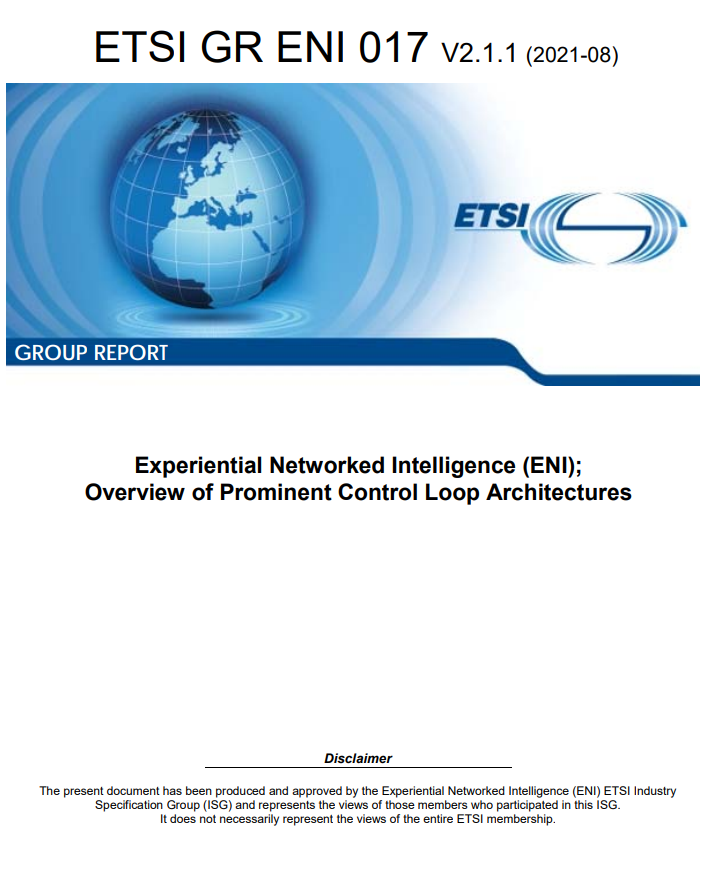 ETSI GR ENI 017 V2.1.1 (2021-08)
ETSI
GROUP REPORT
Experiential Networked Intelligence (ENI);
Overview of Prominent Control Loop Architectures
Disclaimer
The present document has been produced and approved by the Experiential Networked Intelligence (ENI) ETSI Industry
Specification Group (ISG) and represents the views of those members who participated in this ISG.
It does not necessarily represent the views of the entire ETSI membership.